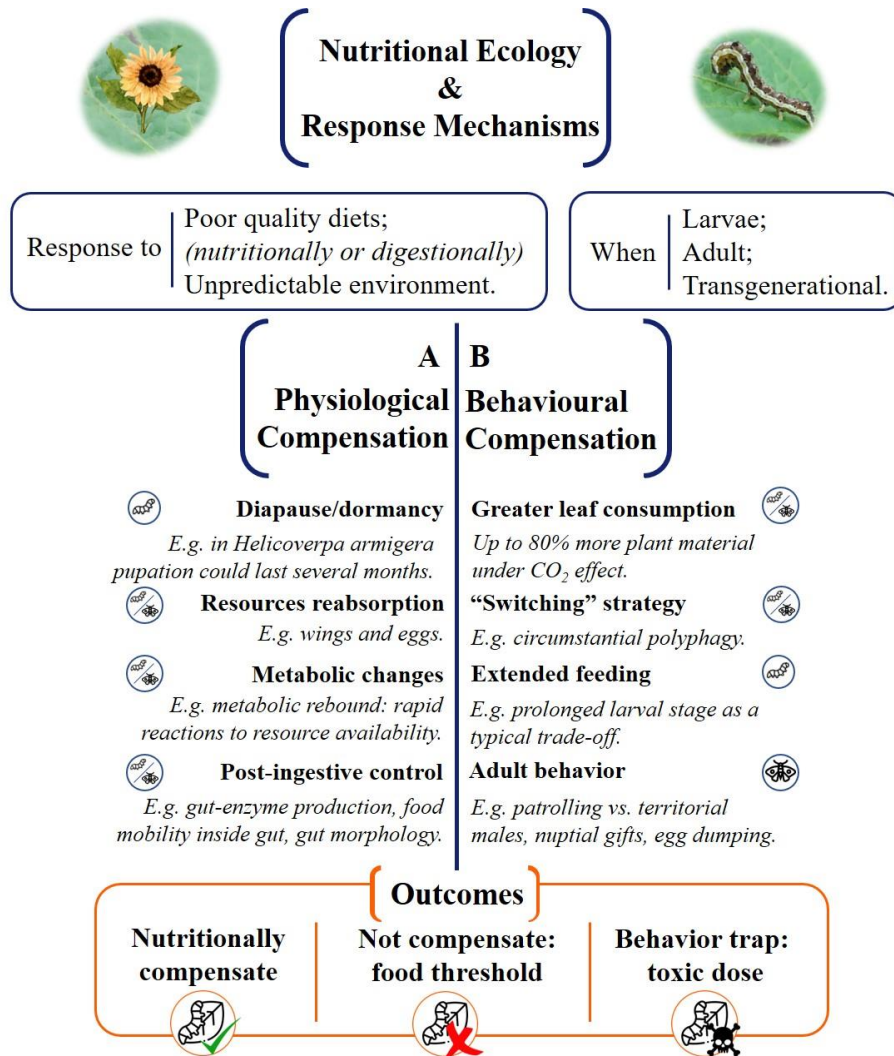 Nutritional Ecology
&
Response Mechanisms
Response to
Poor quality diets;
(nutritionally or digestionally)
Unpredictable environment.
When
Larvae;
Adult;
Transgenerational.
A
Physiological
Compensation
Diapause/dormancy
E.g. in Helicoverpa armigera
pupation could last several months.
Resources reabsorption
E.g. wings and eggs.
Metabolic changes
E.g. metabolic rebound: rapid
reactions to resource availability.
Post-ingestive control
E.g. gut-enzyme production, food
mobility inside gut, gut morphology.
B
Behavioural
Compensation
Greater leaf consumption
Up to 80% more plant material
under CO₂ effect.
“Switching” strategy
E.g. circumstantial polyphagy.
Extended feeding
E.g. prolonged larval stage as a
typical trade-off.
Adult behavior
E.g. patrolling vs. territorial
males, nuptial gifts, egg dumping.
Outcomes
Nutritionally
compensate
Not compensate:
food threshold
Behavior trap:
toxic dose